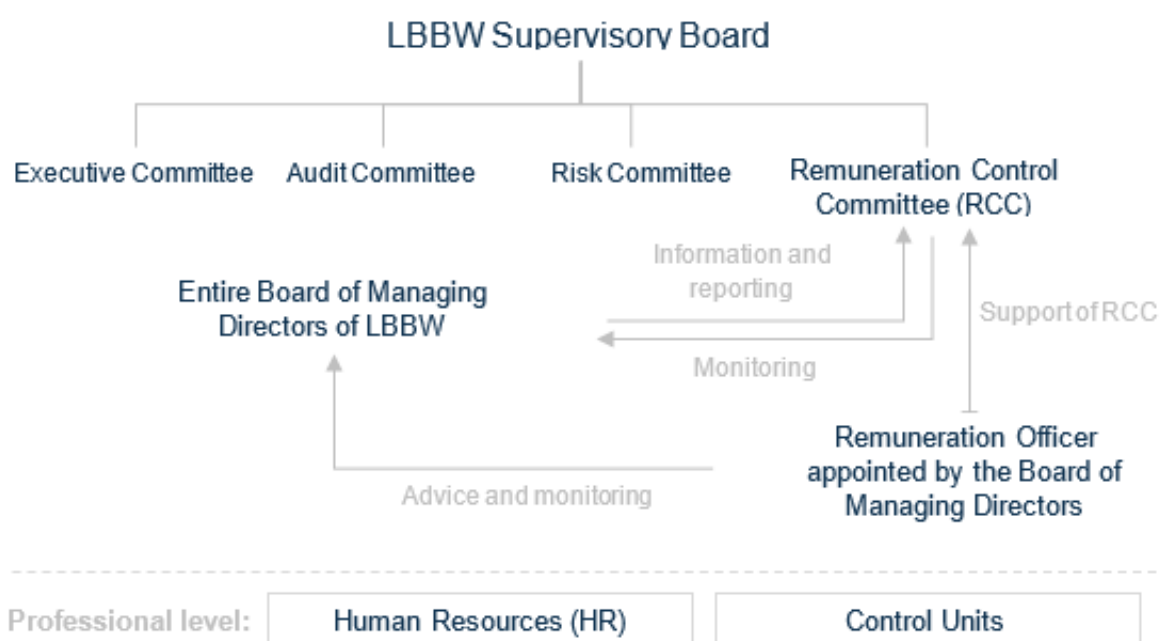 LBBW Supervisory Board
Executive Committee
Audit Committee
Risk Committee
Remuneration Control
Committee (RCC)
Information and
reporting
Entire Board of Managing
Directors of LBBW
Support of RCC
Monitoring
Remuneration Officer
appointed by the Board of
Managing Directors
Advice and monitoring
Professional level:
Human Resources (HR)
Control Units